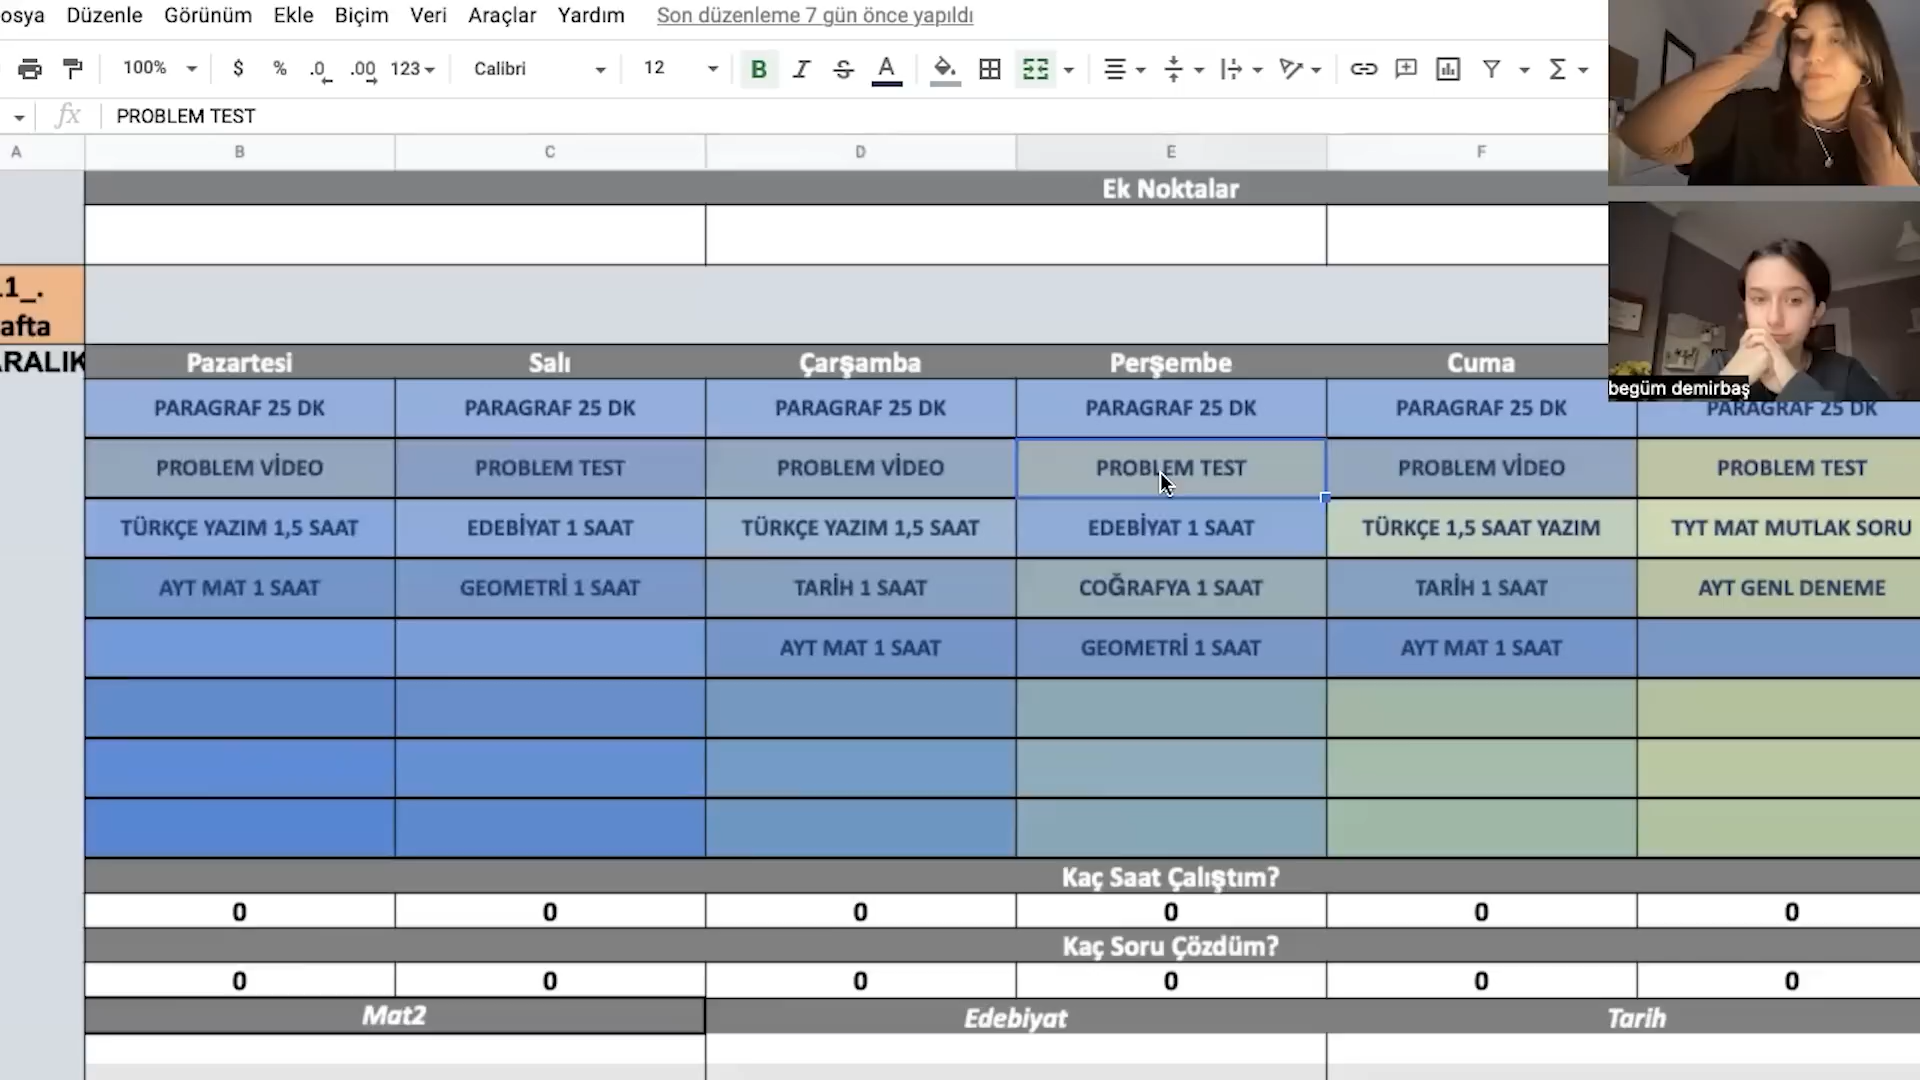 osya Düzenle Görünüm Ekle Biçim Veri Araçlar Yardım Son düzenleme 7 gün önce yapıldı
100% $ % .0 .00 123 Calibri 12 B I S A Σ
fx PROBLEM TEST
A B C D E F
Ek Noktalar
11_.
afta
ARALIK Pazartesi Salı Çarşamba Perşembe Cuma
begüm demirbaş
PARAGRAF 25 DK PARAGRAF 25 DK PARAGRAF 25 DK PARAGRAF 25 DK PARAGRAF 25 DK PARAGRAF 25 DK
PROBLEM VİDEO PROBLEM TEST PROBLEM VİDEO PROBLEM TEST PROBLEM VİDEO PROBLEM TEST
TÜRKÇE YAZIM 1,5 SAAT EDEBİYAT 1 SAAT TÜRKÇE YAZIM 1,5 SAAT EDEBİYAT 1 SAAT TÜRKÇE 1,5 SAAT YAZIM TYT MAT MUTLAK SORU
AYT MAT 1 SAAT GEOMETRİ 1 SAAT TARİH 1 SAAT COĞRAFYA 1 SAAT TARİH 1 SAAT AYT GENL DENEME
AYT MAT 1 SAAT GEOMETRİ 1 SAAT AYT MAT 1 SAAT
Kaç Saat Çalıştım?
0 0 0 0 0 0
Kaç Soru Çözdüm?
0 0 0 0 0 0
Mat2 Edebiyat Tarih